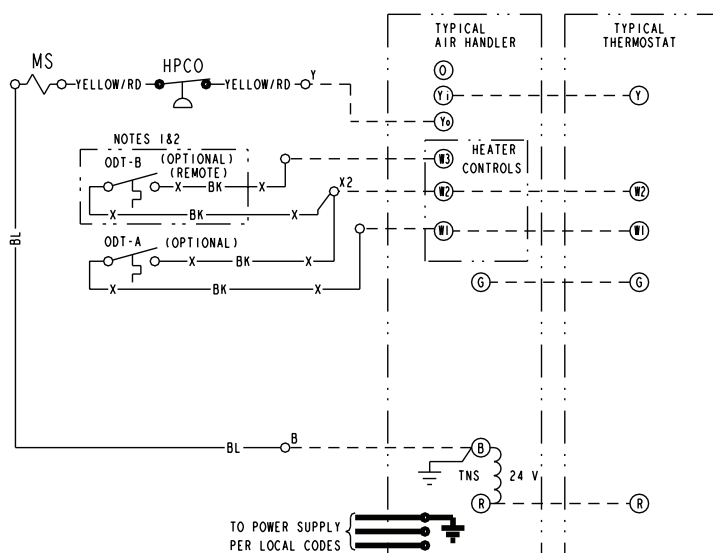 TYPICAL
AIR HANDLER
TYPICAL
THERMOSTAT
MS
HPCO
O
YELLOW/RD
YELLOW/RD
Y
Yi
Y
Yo
NOTES 1&2
ODT-B
(OPTIONAL)
(REMOTE)
HEATER
CONTROLS
W3
X
BK
X
X2
W2
W2
X
BK
X
ODT-A
(OPTIONAL)
W1
W1
X
BK
X
BL
X
BK
X
G
G
BL
B
B
TNS
24 V
R
R
TO POWER SUPPLY
PER LOCAL CODES